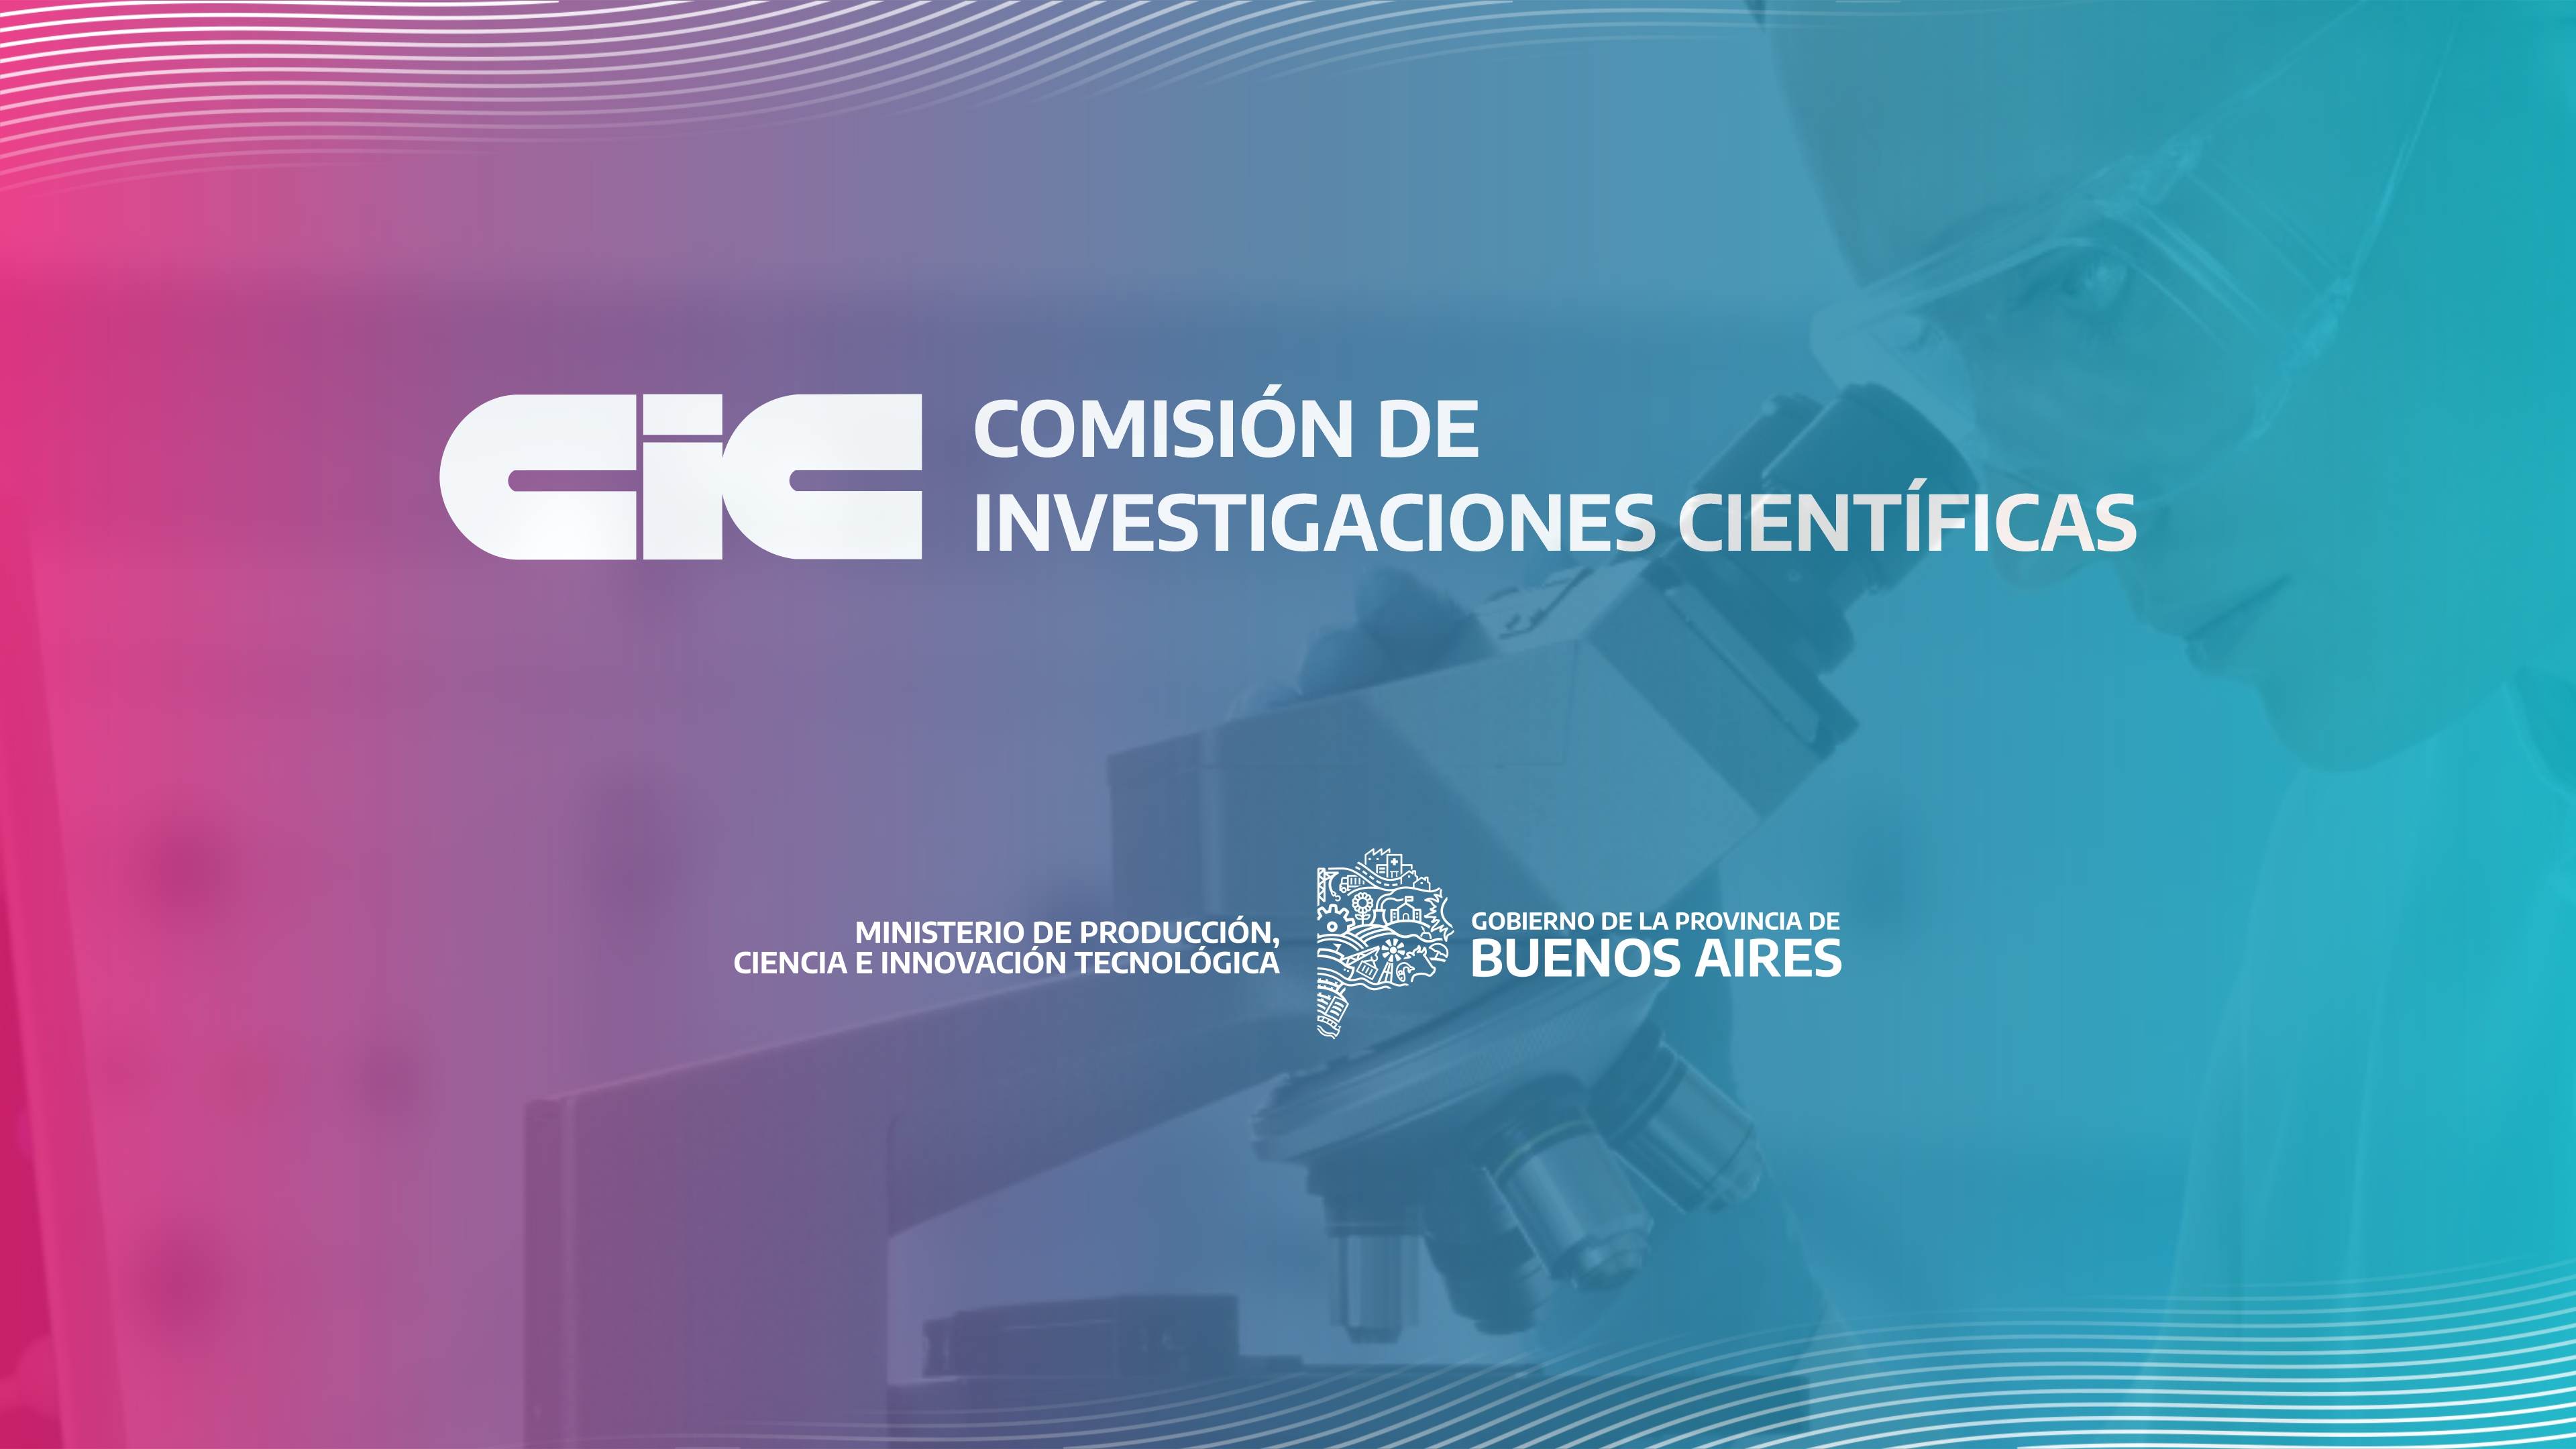 CiC
COMISIÓN DE
INVESTIGACIONES CIENTÍFICAS
MINISTERIO DE PRODUCCIÓN,
CIENCIA E INNOVACIÓN TECNOLÓGICA
GOBIERNO DE LA PROVINCIA DE
BUENOS AIRES